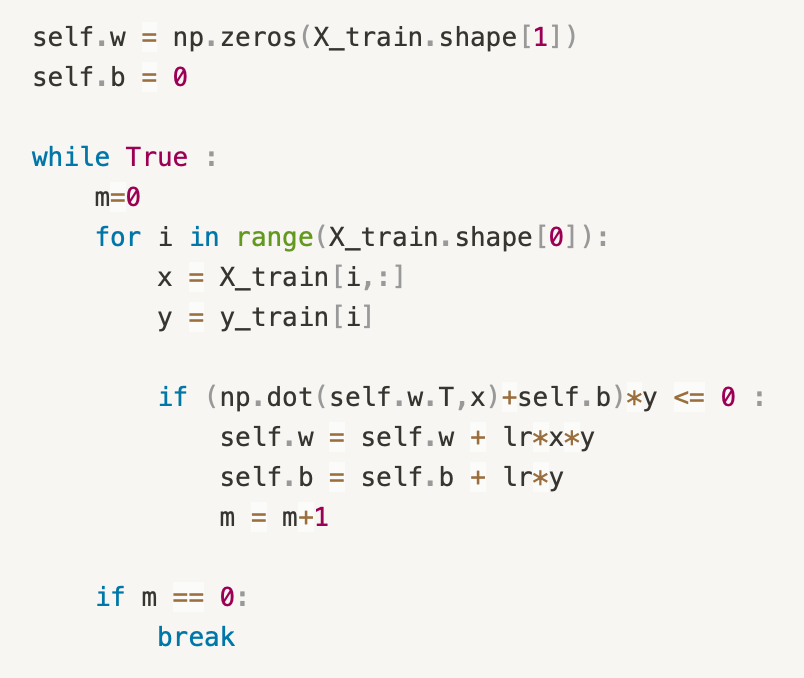 self.w = np.zeros(X_train.shape[1])
self.b = 0
while True :
    m=0
    for i in range(X_train.shape[0]):
        x = X_train[i,:]
        y = y_train[i]
        if (np.dot(self.w.T,x)+self.b)*y <= 0 :
            self.w = self.w + lr*x*y
            self.b = self.b + lr*y
            m = m+1
    if m == 0:
        break